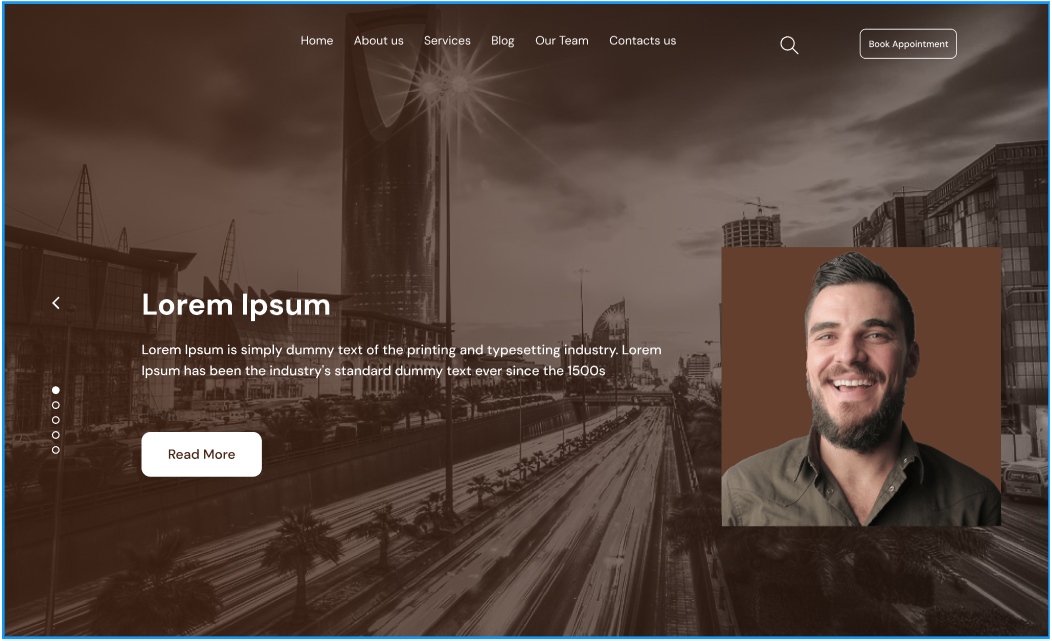 Home About us Services Blog Our Team Contacts us Book Appointment
Lorem Ipsum
Lorem Ipsum is simply dummy text of the printing and typesetting industry. Lorem
Ipsum has been the industry's standard dummy text ever since the 1500s
Read More